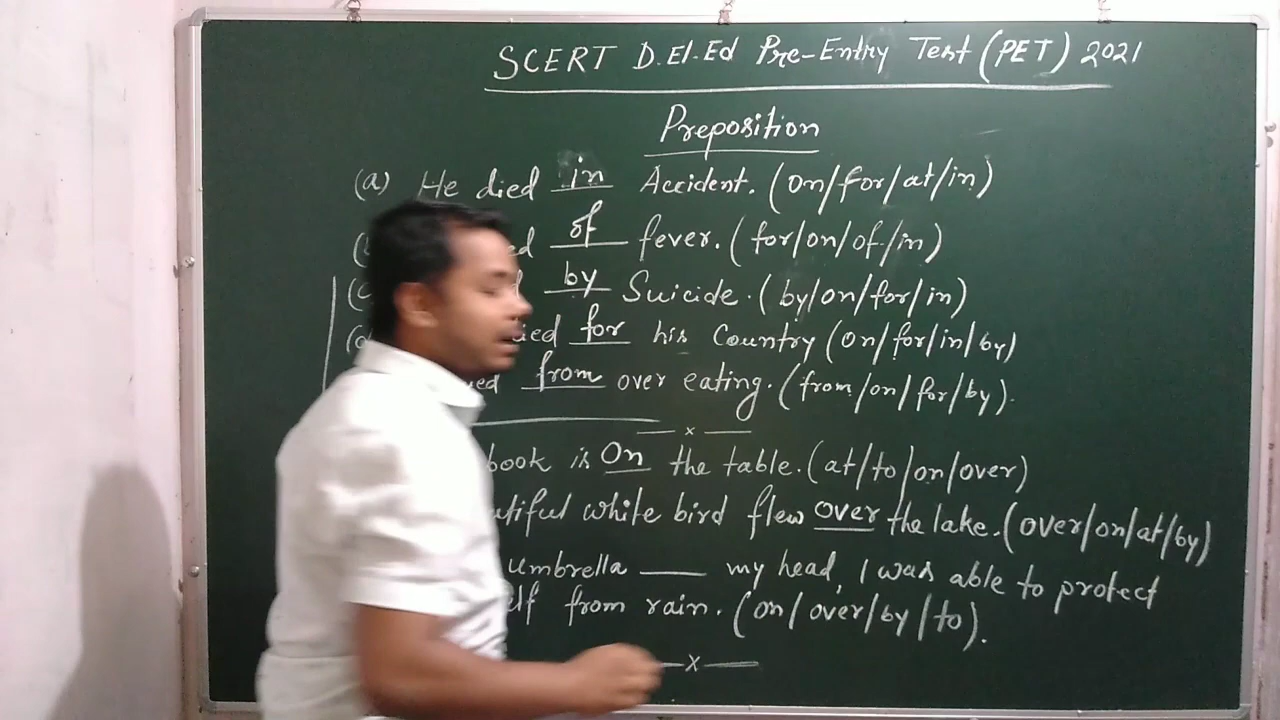 SCERT D.El.Ed Pre-Entry Test (PET) 2021
Preposition
(a) He died in Accident. (on/for/at/in)
of fever. (for/on/of/in)
by Suicide. (by/on/for/in)
for his Country (on/for/in/by)
from over eating. (from/on/for/by).
x
book is On the table. (at/to/on/over)
white bird flew over the lake. (over/on/at/by)
umbrella ___ my head, I was able to protect
from rain. (on/over/by/to).
x